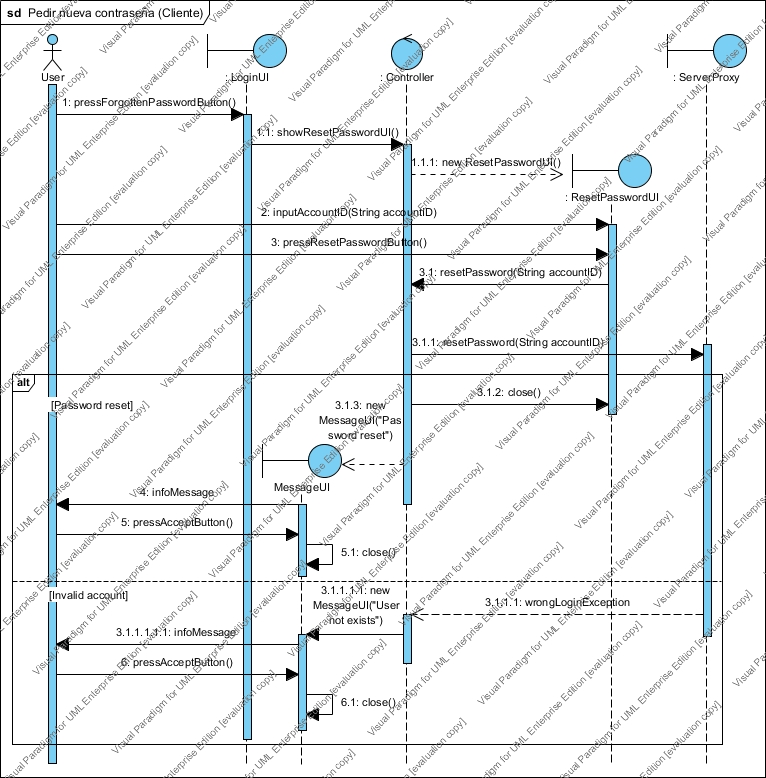 sd Pedir nueva contraseña (Cliente)
User
: LoginUI
: Controller
: ServerProxy
1: pressForgottenPasswordButton()
1.1: showResetPasswordUI()
1.1.1: new ResetPasswordUI()
: ResetPasswordUI
2: inputAccountID(String accountID)
3: pressResetPasswordButton()
3.1: resetPassword(String accountID)
3.1.1: resetPassword(String accountID)
alt
[Password reset]
3.1.2: close()
3.1.3: new
MessageUI("Pas
sword reset")
MessageUI
4: infoMessage
5: pressAcceptButton()
5.1: close()
[Invalid account]
3.1.1.1.1: new
MessageUI("User
not exists")
3.1.1.1: wrongLoginException
3.1.1.1.1.1: infoMessage
6: pressAcceptButton()
6.1: close()
Visual Paradigm for UML Enterprise Edition [evaluation copy]